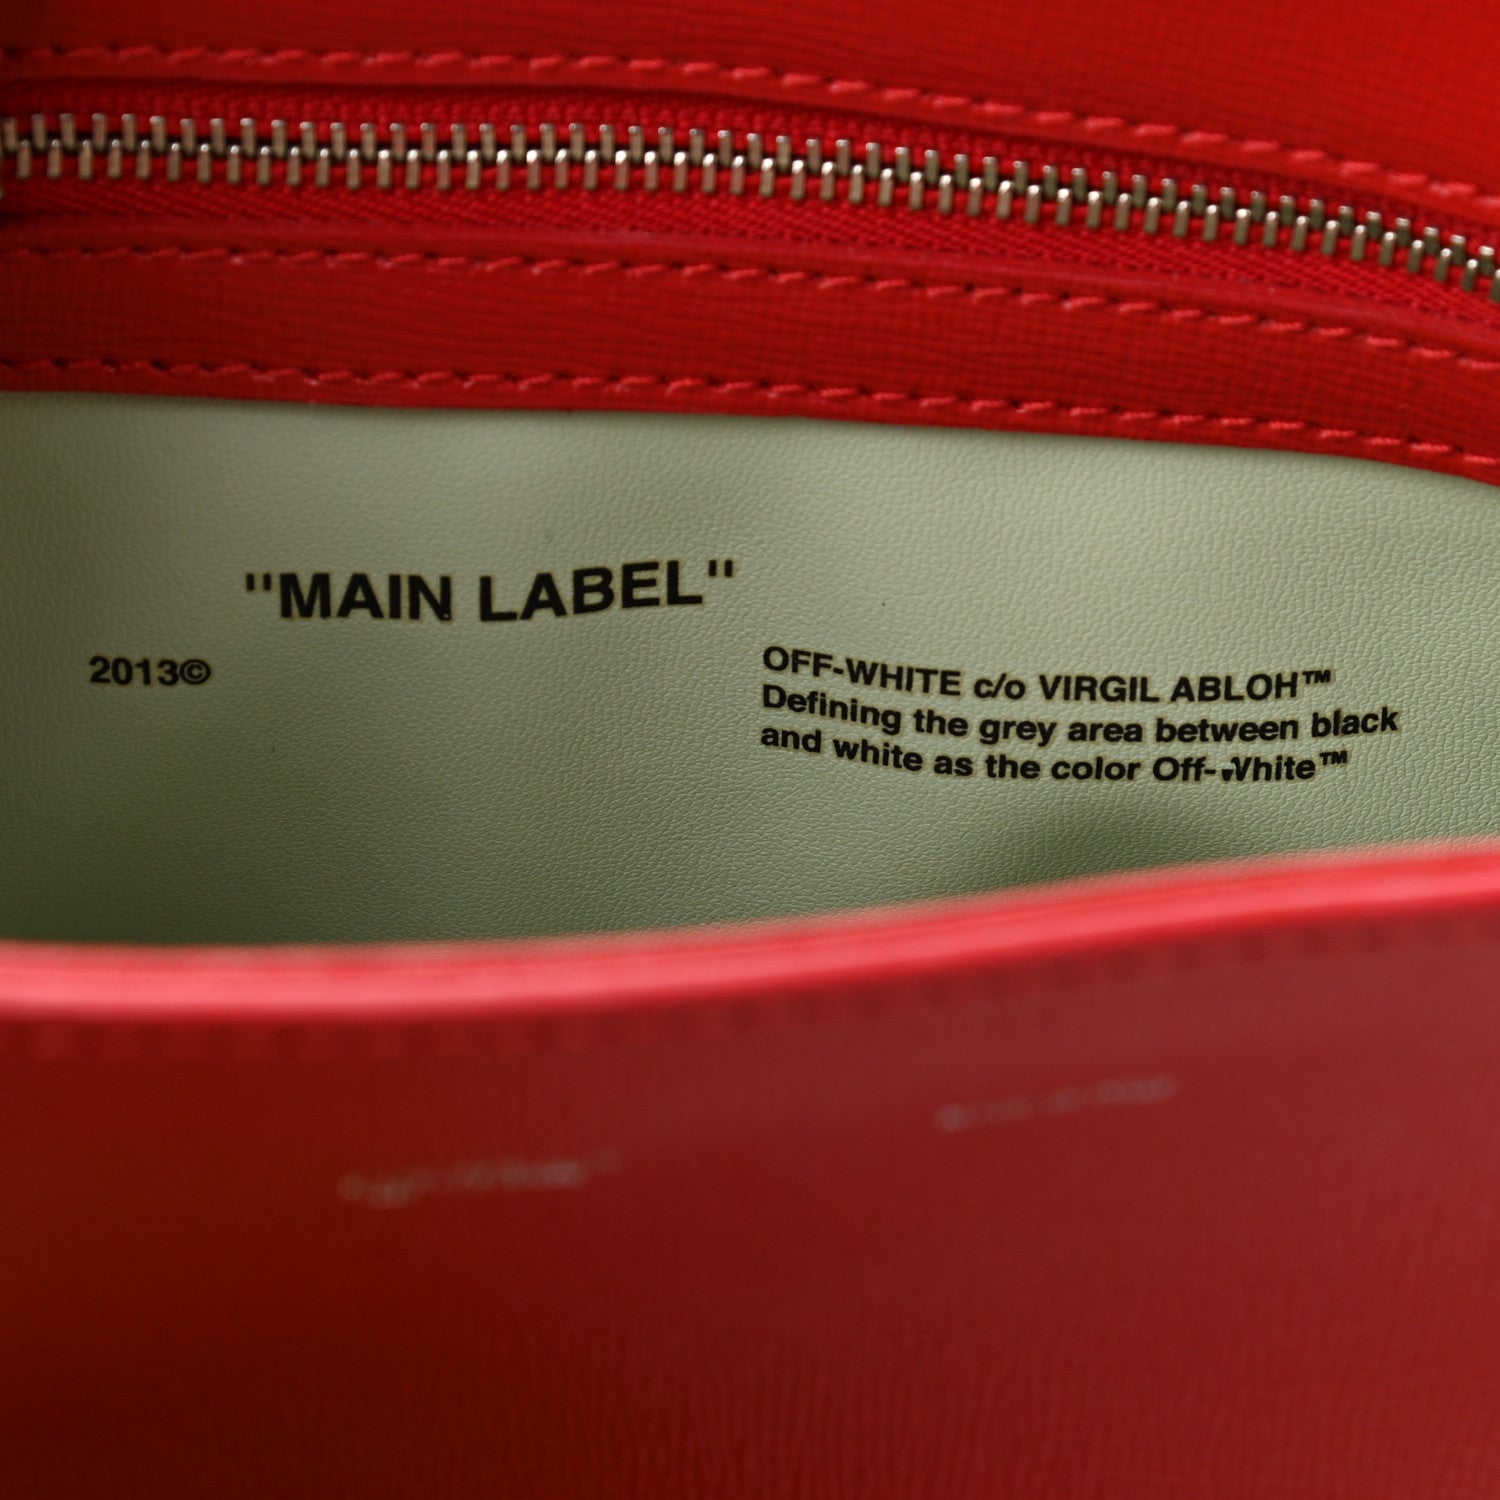 "MAIN LABEL"
2013©
OFF-WHITE c/o VIRGIL ABLOH™
Defining the grey area between black
and white as the color Off-White™